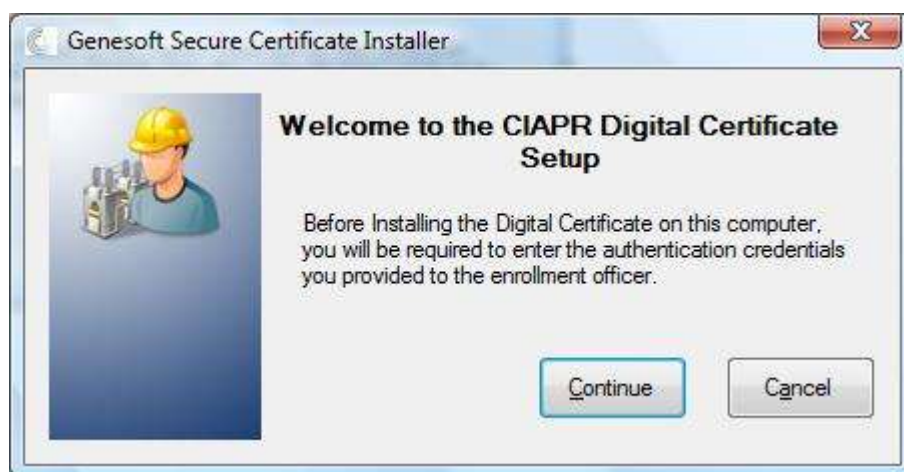 Genesoft Secure Certificate Installer
Welcome to the CIAPR Digital Certificate
Setup
Before Installing the Digital Certificate on this computer,
you will be required to enter the authentication credentials
you provided to the enrollment officer.
Continue
Cancel